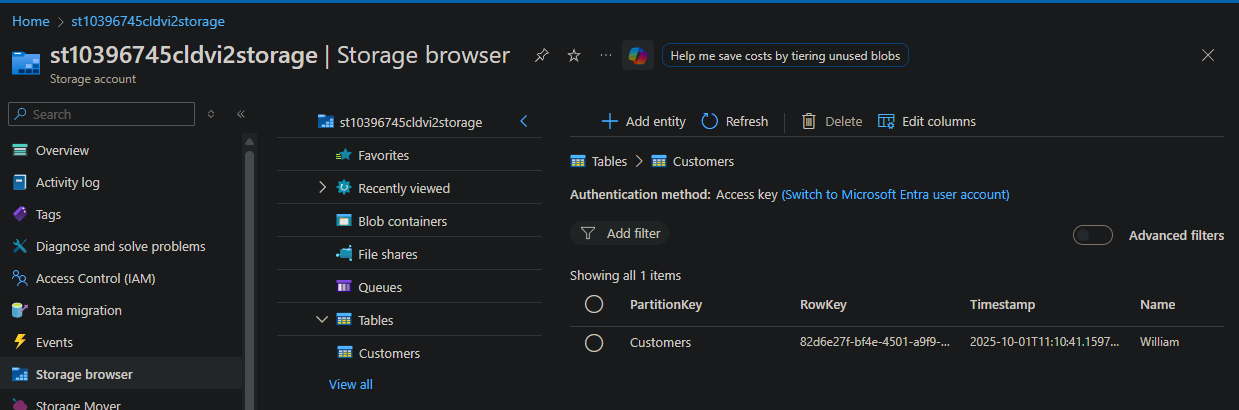 Home > st10396745cldvi2storage
st10396745cldvi2storage | Storage browser
Storage account
Help me save costs by tiering unused blobs
Search
Overview
Activity log
Tags
Diagnose and solve problems
Access Control (IAM)
Data migration
Events
Storage browser
Storage Mover
st10396745cldvi2storage
Favorites
Recently viewed
Blob containers
File shares
Queues
Tables
Customers
View all
Add entity Refresh Delete Edit columns
Tables > Customers
Authentication method: Access key (Switch to Microsoft Entra user account)
Add filter
Advanced filters
Showing all 1 items
PartitionKey RowKey Timestamp Name
Customers 82d6e27f-bf4e-4501-a9f9-... 2025-10-01T11:10:41.1597... William